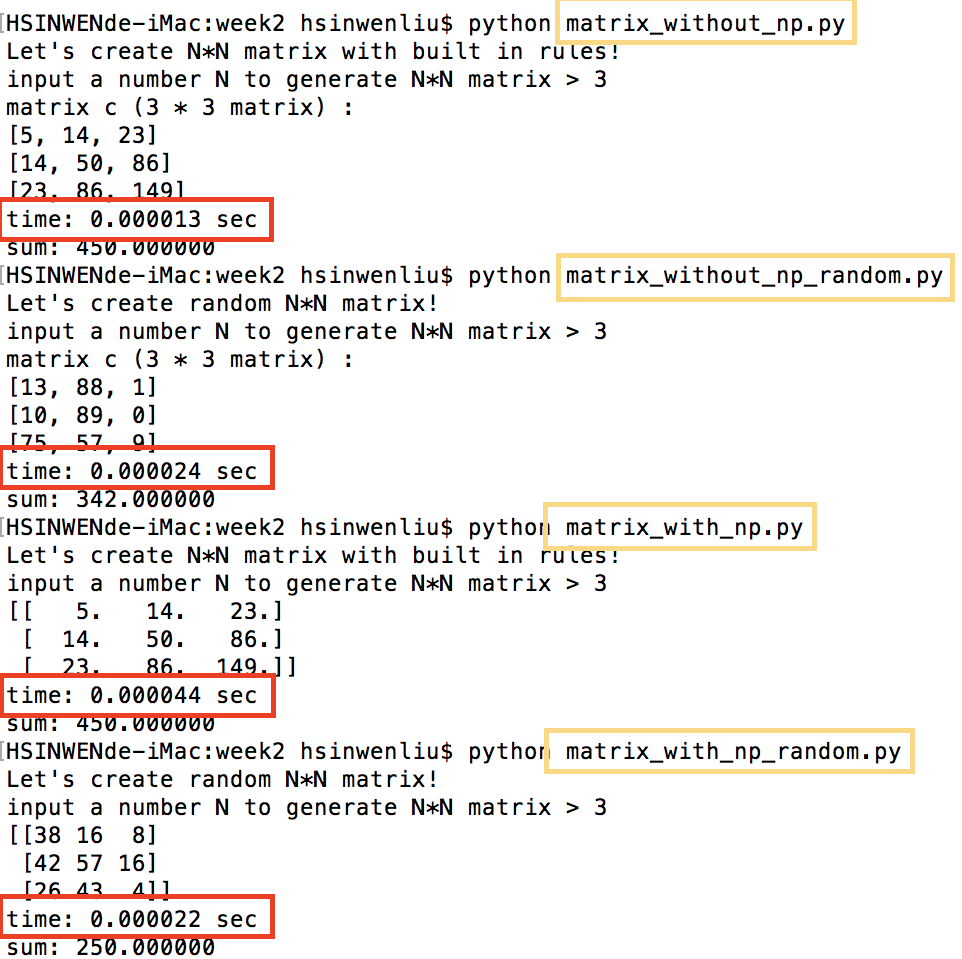 [HSINWENde-iMac:week2 hsinwenliu$ python matrix_without_np.py
Let's create N*N matrix with built in rules!
input a number N to generate N*N matrix > 3
matrix c (3 * 3 matrix) :
[5, 14, 23]
[14, 50, 86]
[23, 86, 149]
time: 0.000013 sec
sum: 450.000000
[HSINWENde-iMac:week2 hsinwenliu$ python matrix_without_np_random.py
Let's create random N*N matrix!
input a number N to generate N*N matrix > 3
matrix c (3 * 3 matrix) :
[13, 88, 1]
[10, 89, 0]
[75, 57, 9]
time: 0.000024 sec
sum: 342.000000
[HSINWENde-iMac:week2 hsinwenliu$ python matrix_with_np.py
Let's create N*N matrix with built in rules!
input a number N to generate N*N matrix > 3
[[   5.   14.   23.]
 [  14.   50.   86.]
 [  23.   86.  149.]]
time: 0.000044 sec
sum: 450.000000
[HSINWENde-iMac:week2 hsinwenliu$ python matrix_with_np_random.py
Let's create random N*N matrix!
input a number N to generate N*N matrix > 3
[[38 16  8]
 [42 57 16]
 [26 43  4]]
time: 0.000022 sec
sum: 250.000000